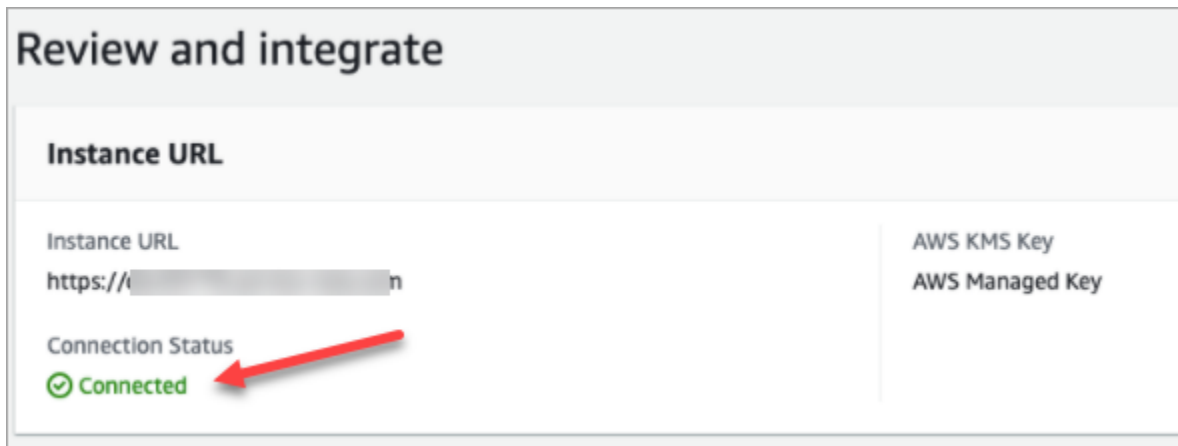 Review and integrate
Instance URL
Instance URL
https://
Connection Status
Connected
AWS KMS Key
AWS Managed Key